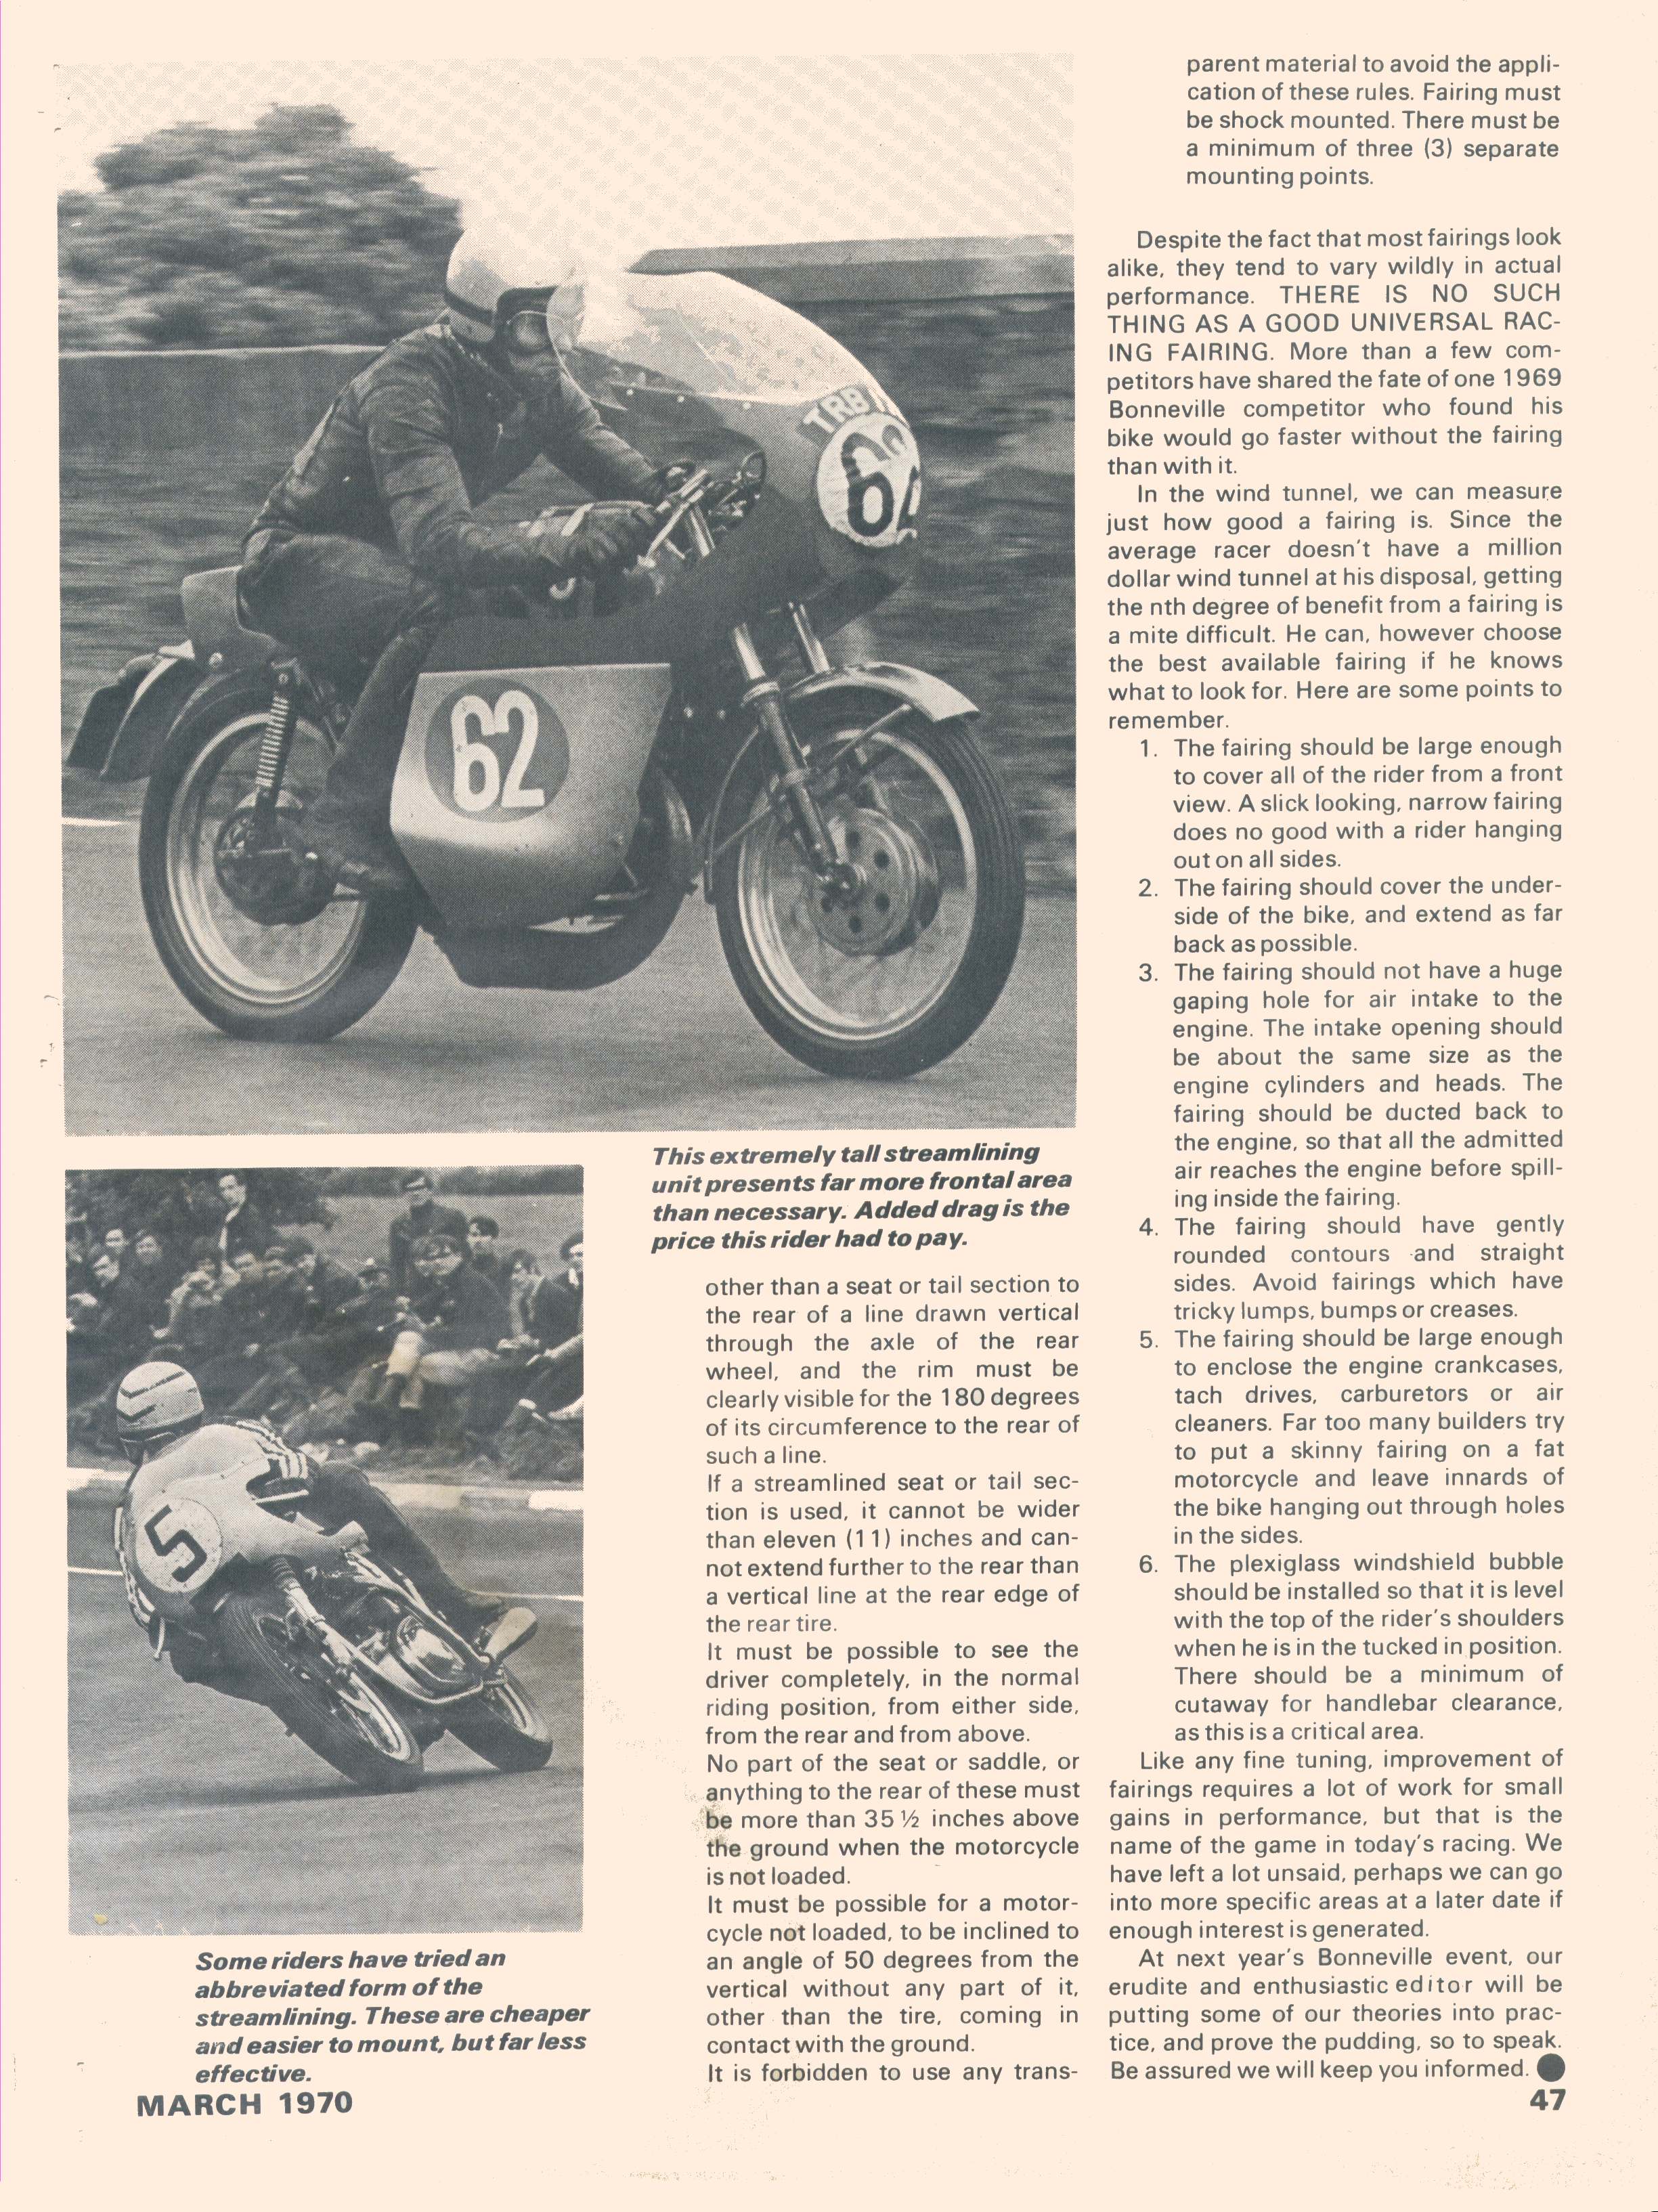 TRB
62
62
This extremely tall streamlining
unit presents far more frontal area
than necessary. Added drag is the
price this rider had to pay.
5
Some riders have tried an
abbreviated form of the
streamlining. These are cheaper
and easier to mount, but far less
effective.
other than a seat or tail section to
the rear of a line drawn vertical
through the axle of the rear
wheel, and the rim must be
clearly visible for the 180 degrees
of its circumference to the rear of
such a line.
If a streamlined seat or tail sec-
tion is used, it cannot be wider
than eleven (11) inches and can-
not extend further to the rear than
a vertical line at the rear edge of
the rear tire.
It must be possible to see the
driver completely, in the normal
riding position, from either side,
from the rear and from above.
No part of the seat or saddle, or
anything to the rear of these must
be more than 35 ½ inches above
the ground when the motorcycle
is not loaded.
It must be possible for a motor-
cycle not loaded, to be inclined to
an angle of 50 degrees from the
vertical without any part of it,
other than the tire, coming in
contact with the ground.
It is forbidden to use any trans-
parent material to avoid the appli-
cation of these rules. Fairing must
be shock mounted. There must be
a minimum of three (3) separate
mounting points.
Despite the fact that most fairings look
alike, they tend to vary wildly in actual
performance. THERE IS NO SUCH
THING AS A GOOD UNIVERSAL RAC-
ING FAIRING. More than a few com-
petitors have shared the fate of one 1969
Bonneville competitor who found his
bike would go faster without the fairing
than with it.
In the wind tunnel, we can measure
just how good a fairing is. Since the
average racer doesn't have a million
dollar wind tunnel at his disposal, getting
the nth degree of benefit from a fairing is
a mite difficult. He can, however choose
the best available fairing if he knows
what to look for. Here are some points to
remember.
1. The fairing should be large enough
to cover all of the rider from a front
view. A slick looking, narrow fairing
does no good with a rider hanging
out on all sides.
2. The fairing should cover the under-
side of the bike, and extend as far
back as possible.
3. The fairing should not have a huge
gaping hole for air intake to the
engine. The intake opening should
be about the same size as the
engine cylinders and heads. The
fairing should be ducted back to
the engine, so that all the admitted
air reaches the engine before spill-
ing inside the fairing.
4. The fairing should have gently
rounded contours and straight
sides. Avoid fairings which have
tricky lumps, bumps or creases.
5. The fairing should be large enough
to enclose the engine crankcases,
tach drives, carburetors or air
cleaners. Far too many builders try
to put a skinny fairing on a fat
motorcycle and leave innards of
the bike hanging out through holes
in the sides.
6. The plexiglass windshield bubble
should be installed so that it is level
with the top of the rider's shoulders
when he is in the tucked in position.
There should be a minimum of
cutaway for handlebar clearance,
as this is a critical area.
Like any fine tuning, improvement of
fairings requires a lot of work for small
gains in performance, but that is the
name of the game in today's racing. We
have left a lot unsaid, perhaps we can go
into more specific areas at a later date if
enough interest is generated.
At next year's Bonneville event, our
erudite and enthusiastic editor will be
putting some of our theories into prac-
tice, and prove the pudding, so to speak.
Be assured we will keep you informed.
MARCH 1970
47